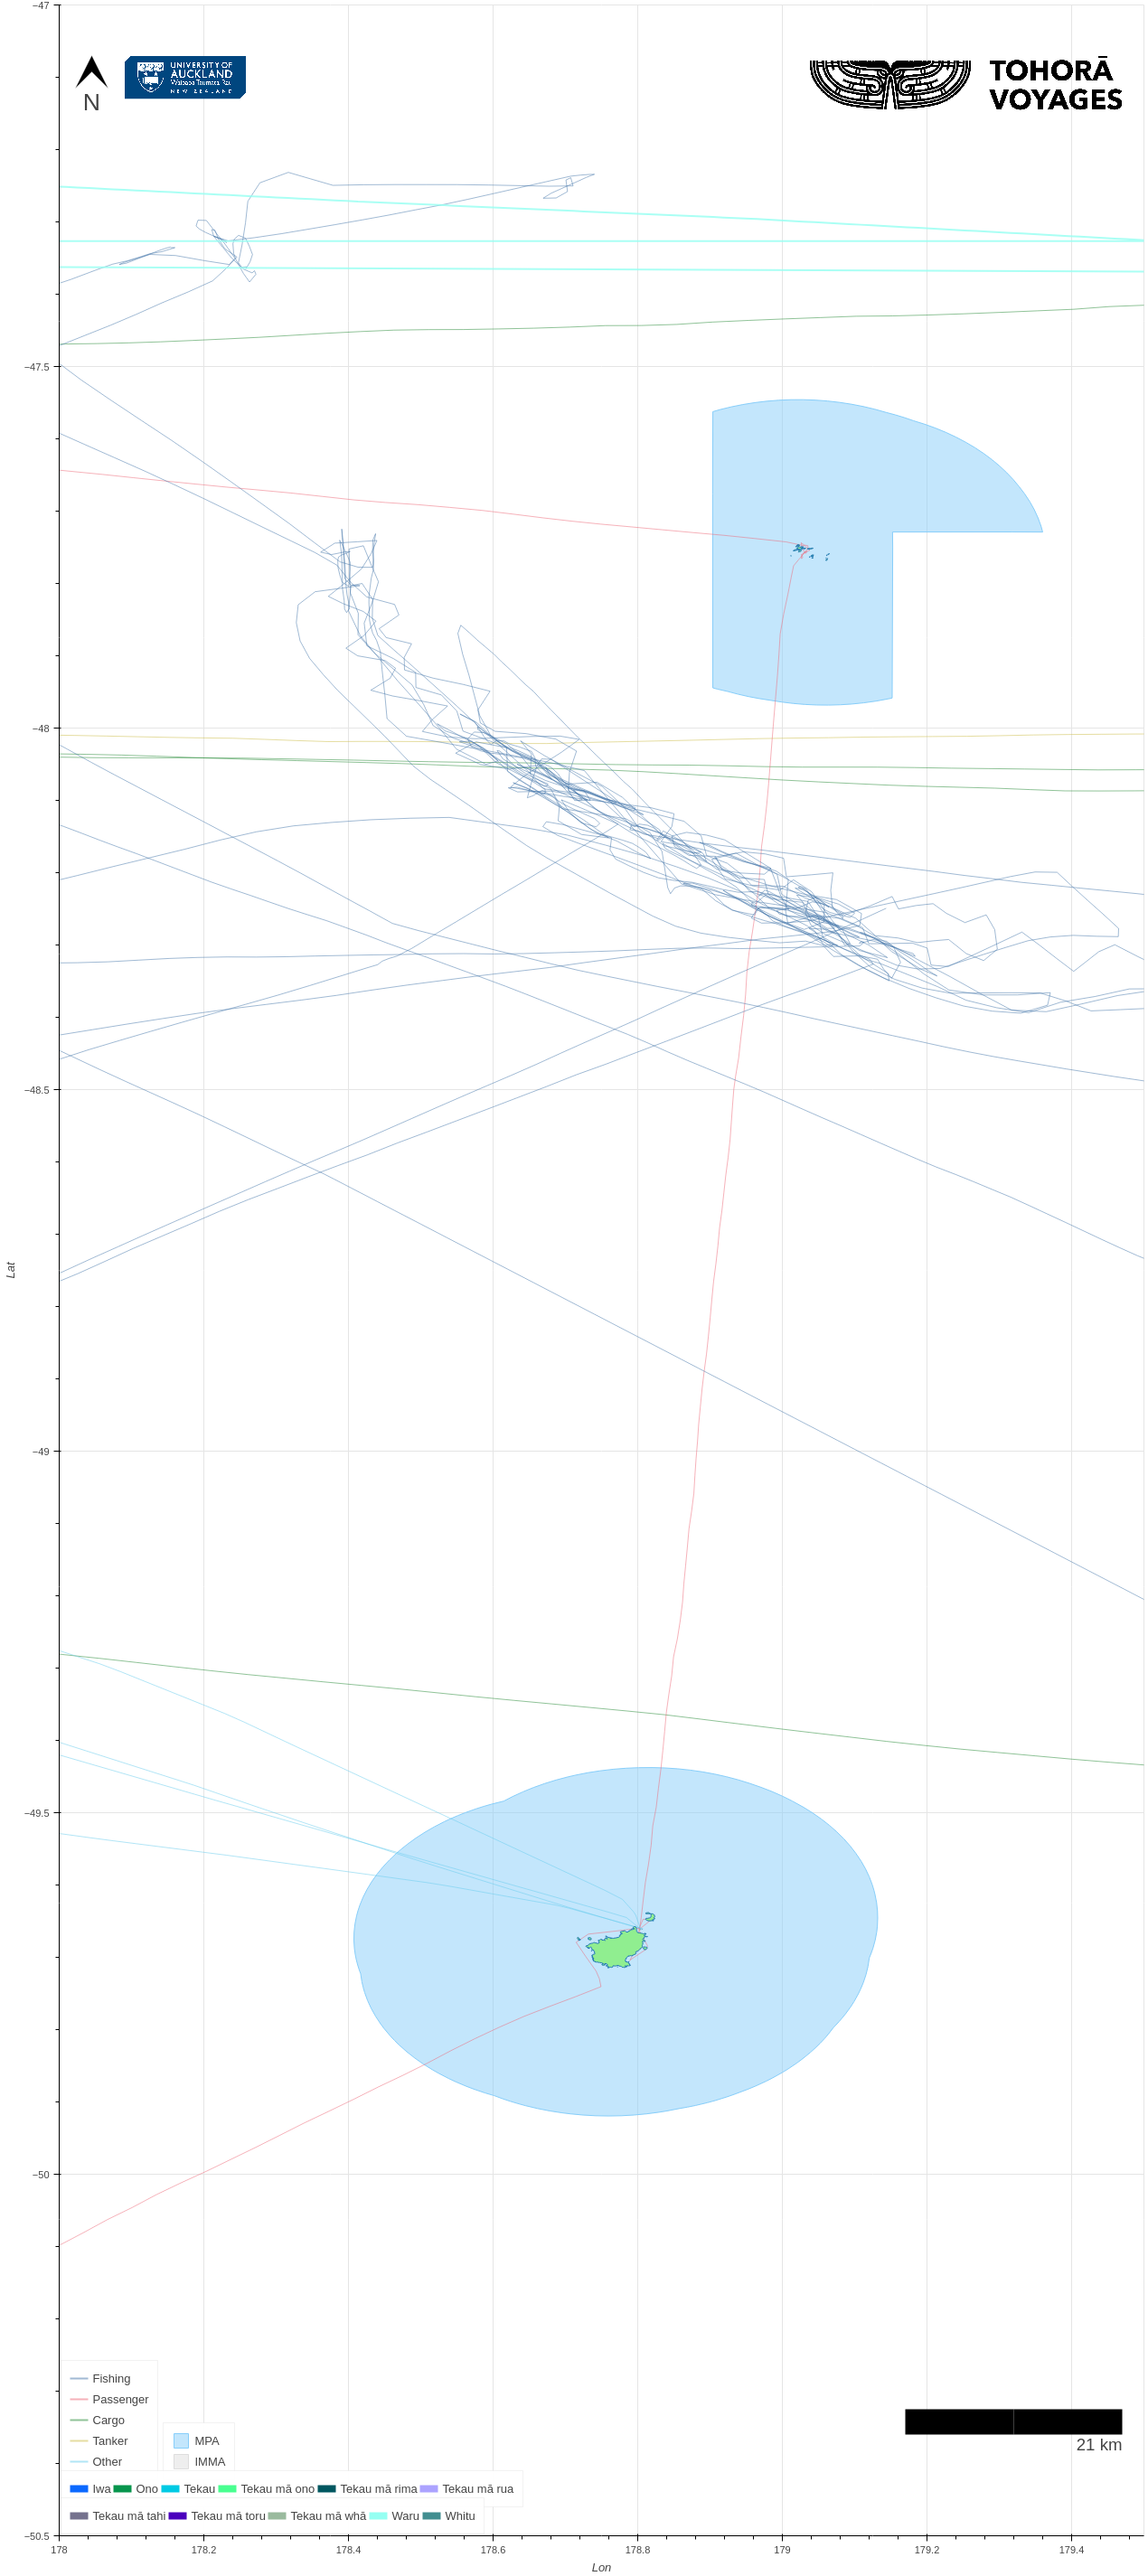 −47
N
UNIVERSITY OF
AUCKLAND
Waipapa Taumata Rau
NEW ZEALAND
TOHORĀ
VOYAGES
−47.5
−48
−48.5
Lat
−49
−49.5
−50
−50.5
Fishing
Passenger
Cargo
Tanker
Other
MPA
IMMA
21 km
Iwa Ono Tekau Tekau mā ono Tekau mā rima Tekau mā rua
Tekau mā tahi Tekau mā toru Tekau mā whā Waru Whitu
178 178.2 178.4 178.6 178.8 179 179.2 179.4
Lon